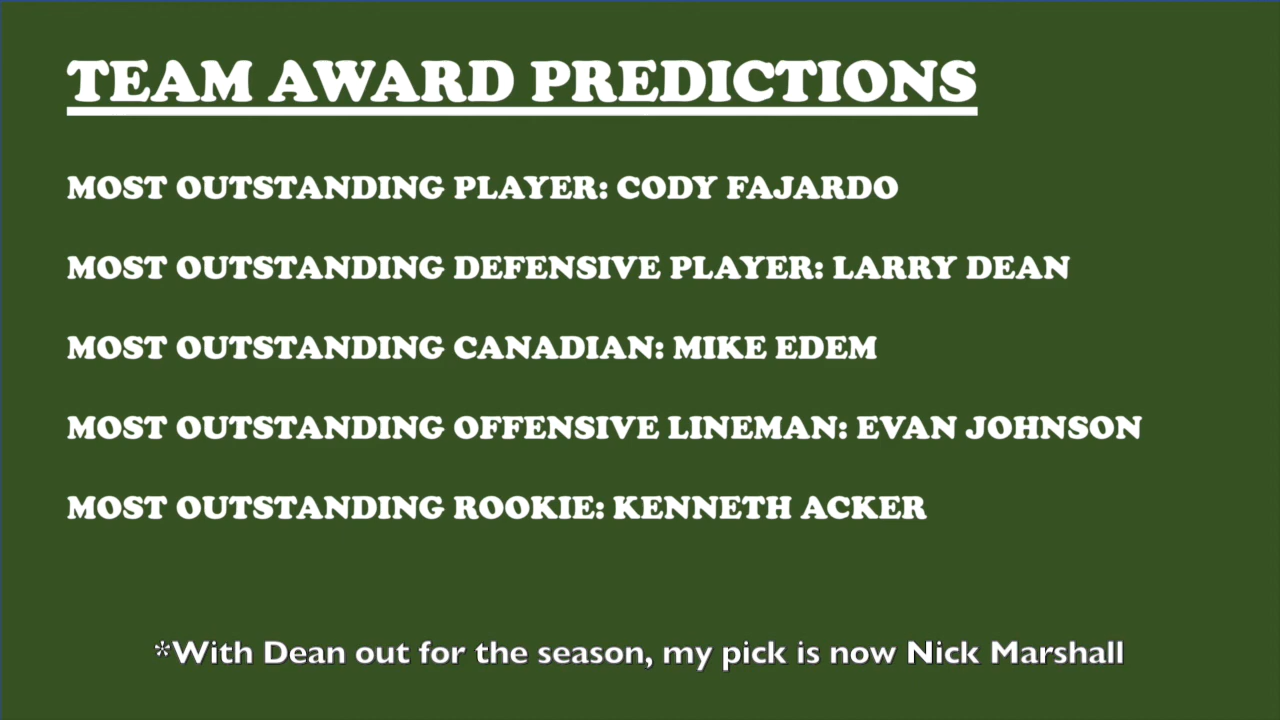 TEAM AWARD PREDICTIONS
MOST OUTSTANDING PLAYER: CODY FAJARDO
MOST OUTSTANDING DEFENSIVE PLAYER: LARRY DEAN
MOST OUTSTANDING CANADIAN: MIKE EDEM
MOST OUTSTANDING OFFENSIVE LINEMAN: EVAN JOHNSON
MOST OUTSTANDING ROOKIE: KENNETH ACKER
*With Dean out for the season, my pick is now Nick Marshall